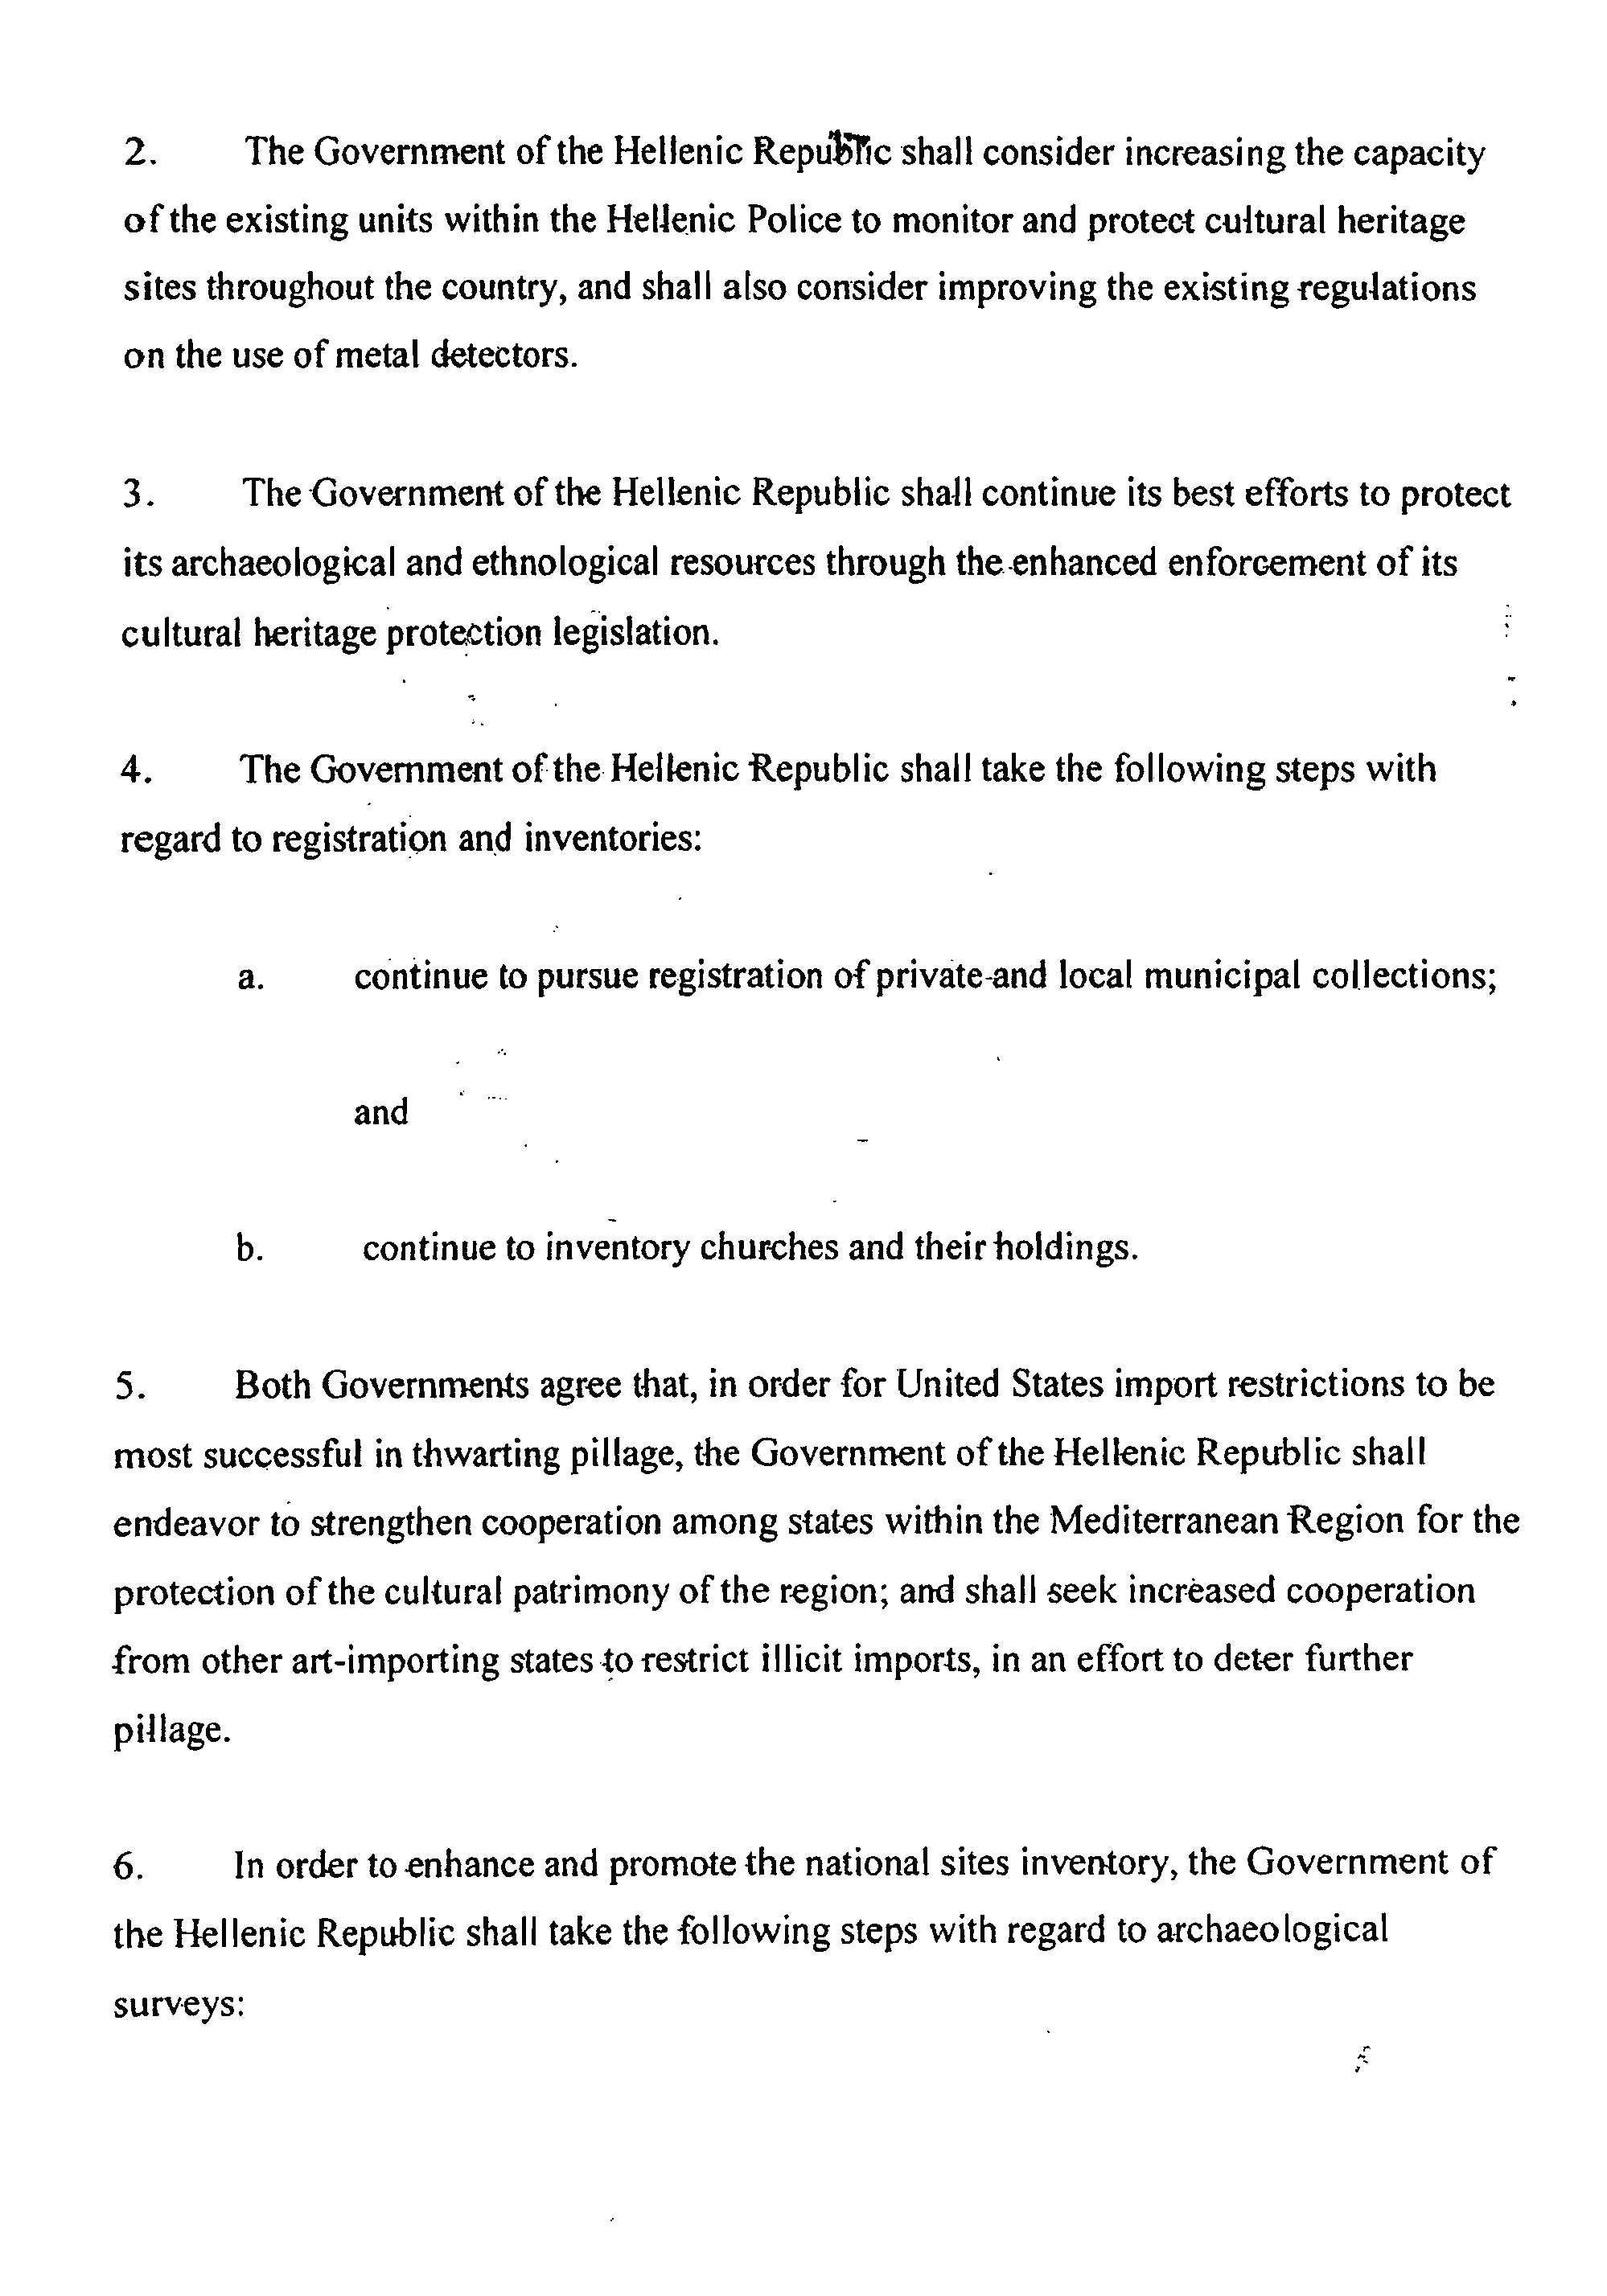 2. The Government of the Hellenic Republic shall consider increasing the capacity
of the existing units within the Hellenic Police to monitor and protect cultural heritage
sites throughout the country, and shall also consider improving the existing regulations
on the use of metal detectors.
3. The Government of the Hellenic Republic shall continue its best efforts to protect
its archaeological and ethnological resources through the enhanced enforcement of its
cultural heritage protection legislation.
4. The Government of the Hellenic Republic shall take the following steps with
regard to registration and inventories:
a. continue to pursue registration of private and local municipal collections;
and
b. continue to inventory churches and their holdings.
5. Both Governments agree that, in order for United States import restrictions to be
most successful in thwarting pillage, the Government of the Hellenic Republic shall
endeavor to strengthen cooperation among states within the Mediterranean Region for the
protection of the cultural patrimony of the region; and shall seek increased cooperation
from other art-importing states to restrict illicit imports, in an effort to deter further
pillage.
6. In order to enhance and promote the national sites inventory, the Government of
the Hellenic Republic shall take the following steps with regard to archaeological
surveys: